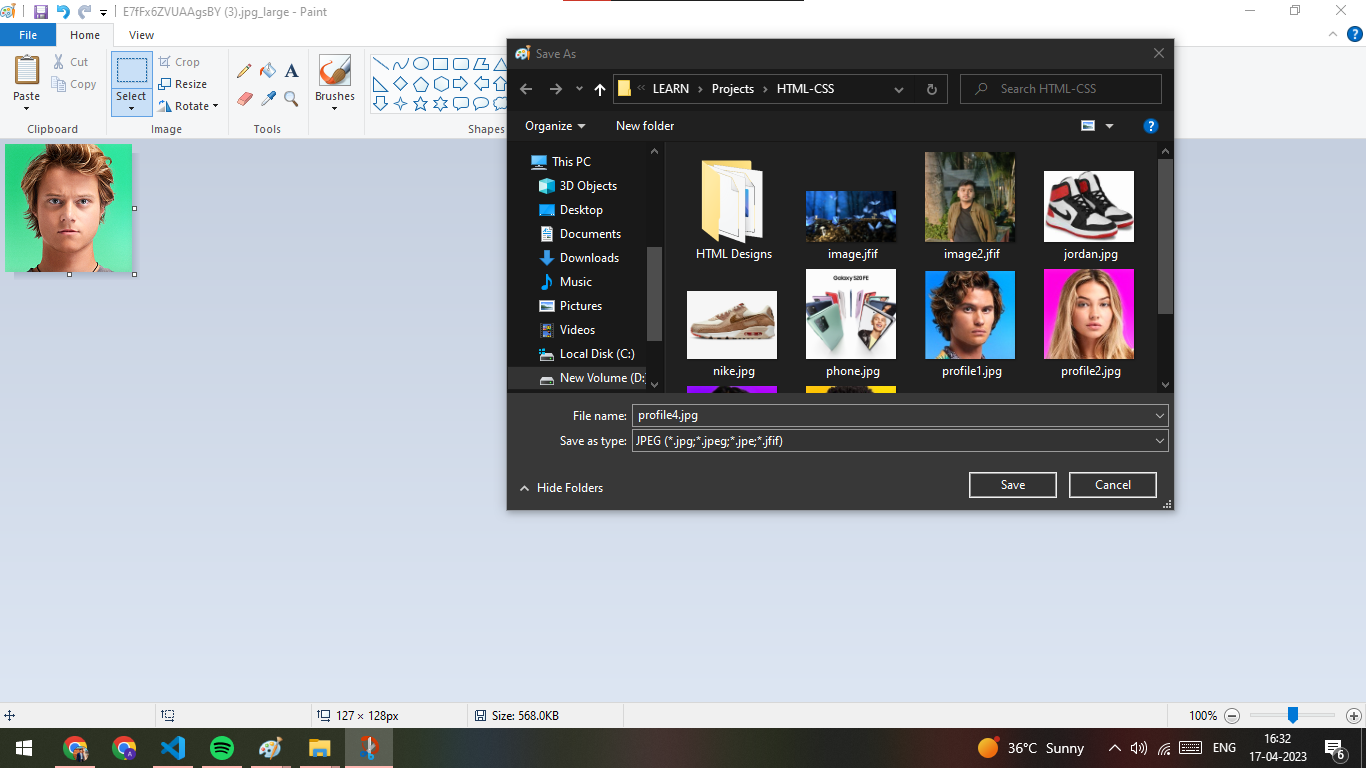 E7fFx6ZVUAAgsBY (3).jpg_large - Paint
File Home View
Paste
Cut
Copy
Clipboard
Select
Crop
Resize
Rotate
Image
A
Tools
Brushes
Shapes
Save As
« LEARN › Projects › HTML-CSS
Search HTML-CSS
Organize New folder
This PC
3D Objects
Desktop
Documents
Downloads
Music
Pictures
Videos
Local Disk (C:)
New Volume (D:
HTML Designs image.jfif image2.jfif jordan.jpg
Galaxy S20 FE
nike.jpg phone.jpg profile1.jpg profile2.jpg
File name: profile4.jpg
Save as type: JPEG (*.jpg;*.jpeg;*.jpe;*.jfif)
Hide Folders
Save Cancel
127 × 128px Size: 568.0KB 100%
36°C Sunny ENG
16:32
17-04-2023
6